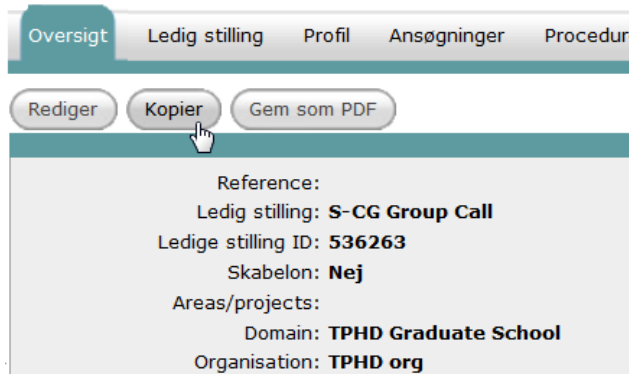 Oversigt Ledig stilling Profil Ansøgninger Procedur
Rediger Kopier Gem som PDF
Reference:
Ledig stilling: S-CG Group Call
Ledige stilling ID: 536263
Skabelon: Nej
Areas/projects:
Domain: TPHD Graduate School
Organisation: TPHD org